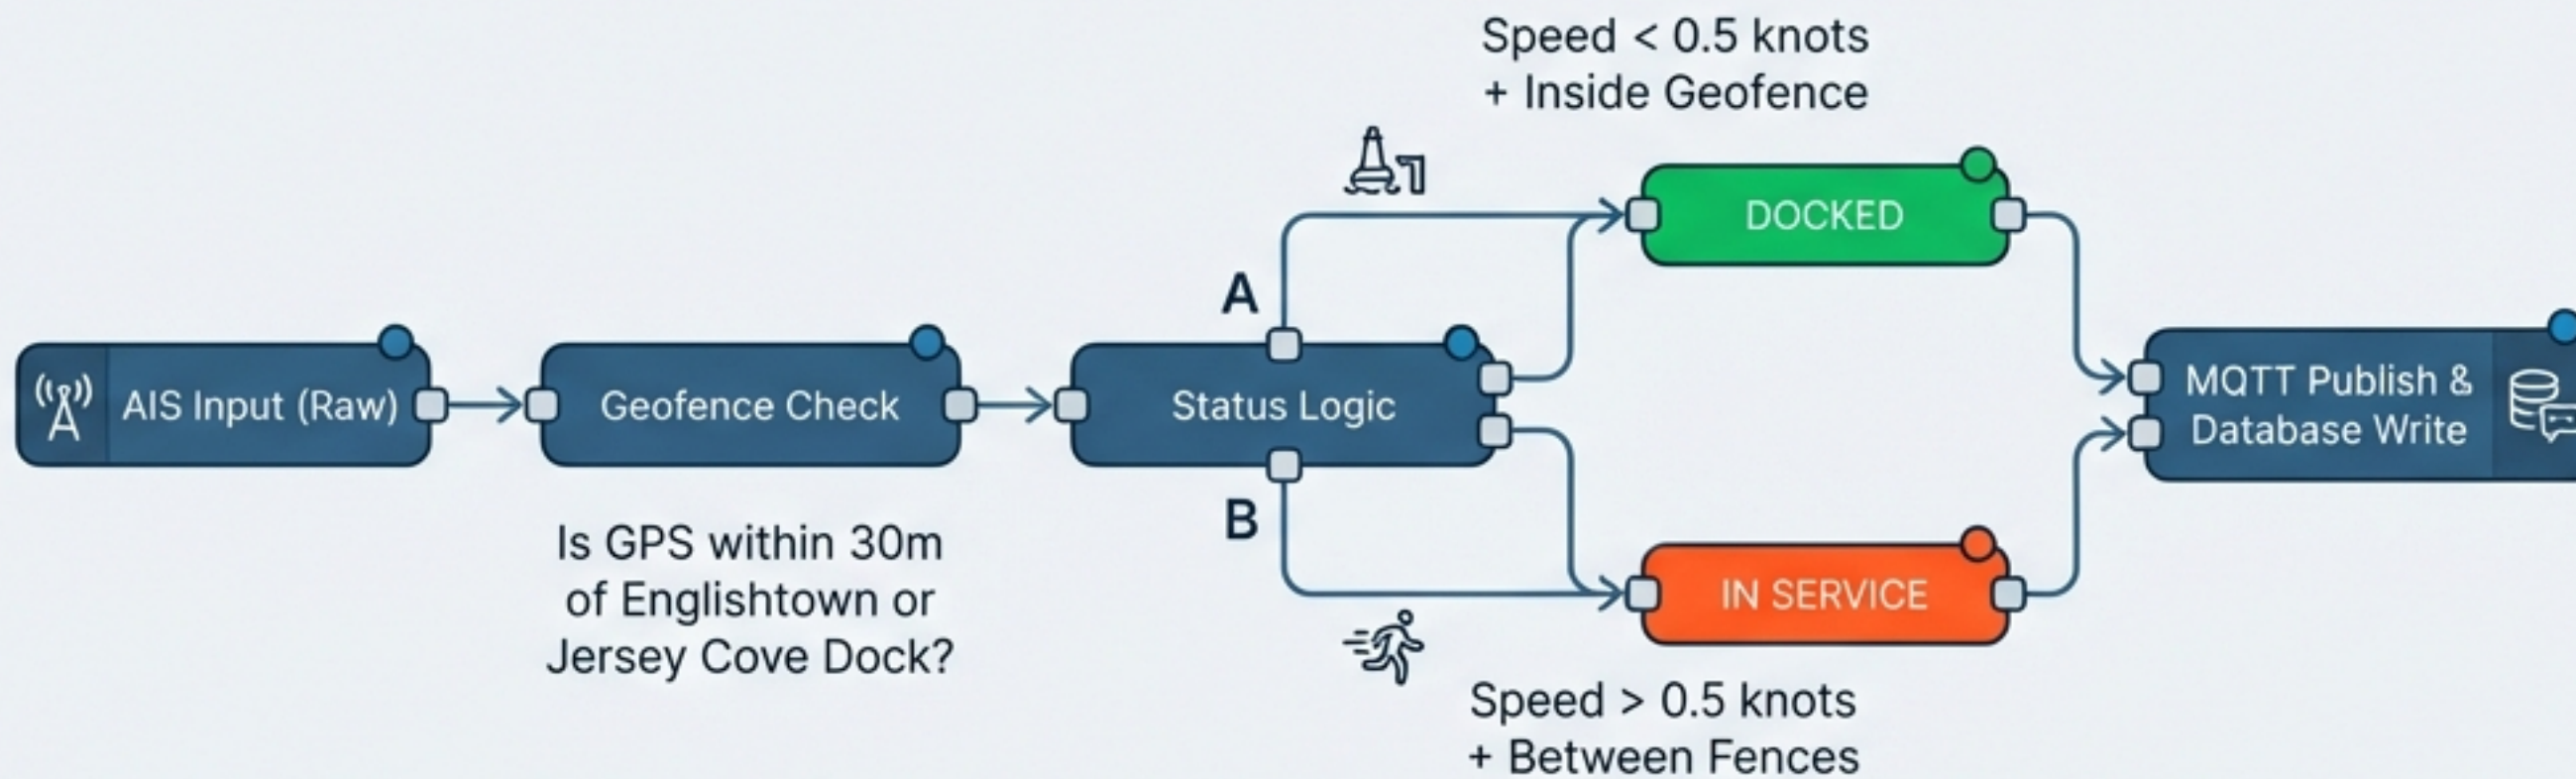 Speed < 0.5 knots
+ Inside Geofence
DOCKED
A
AIS Input (Raw)
Geofence Check
Status Logic
MQTT Publish &
Database Write
B
Is GPS within 30m
of Englishtown or
Jersey Cove Dock?
IN SERVICE
Speed > 0.5 knots
+ Between Fences